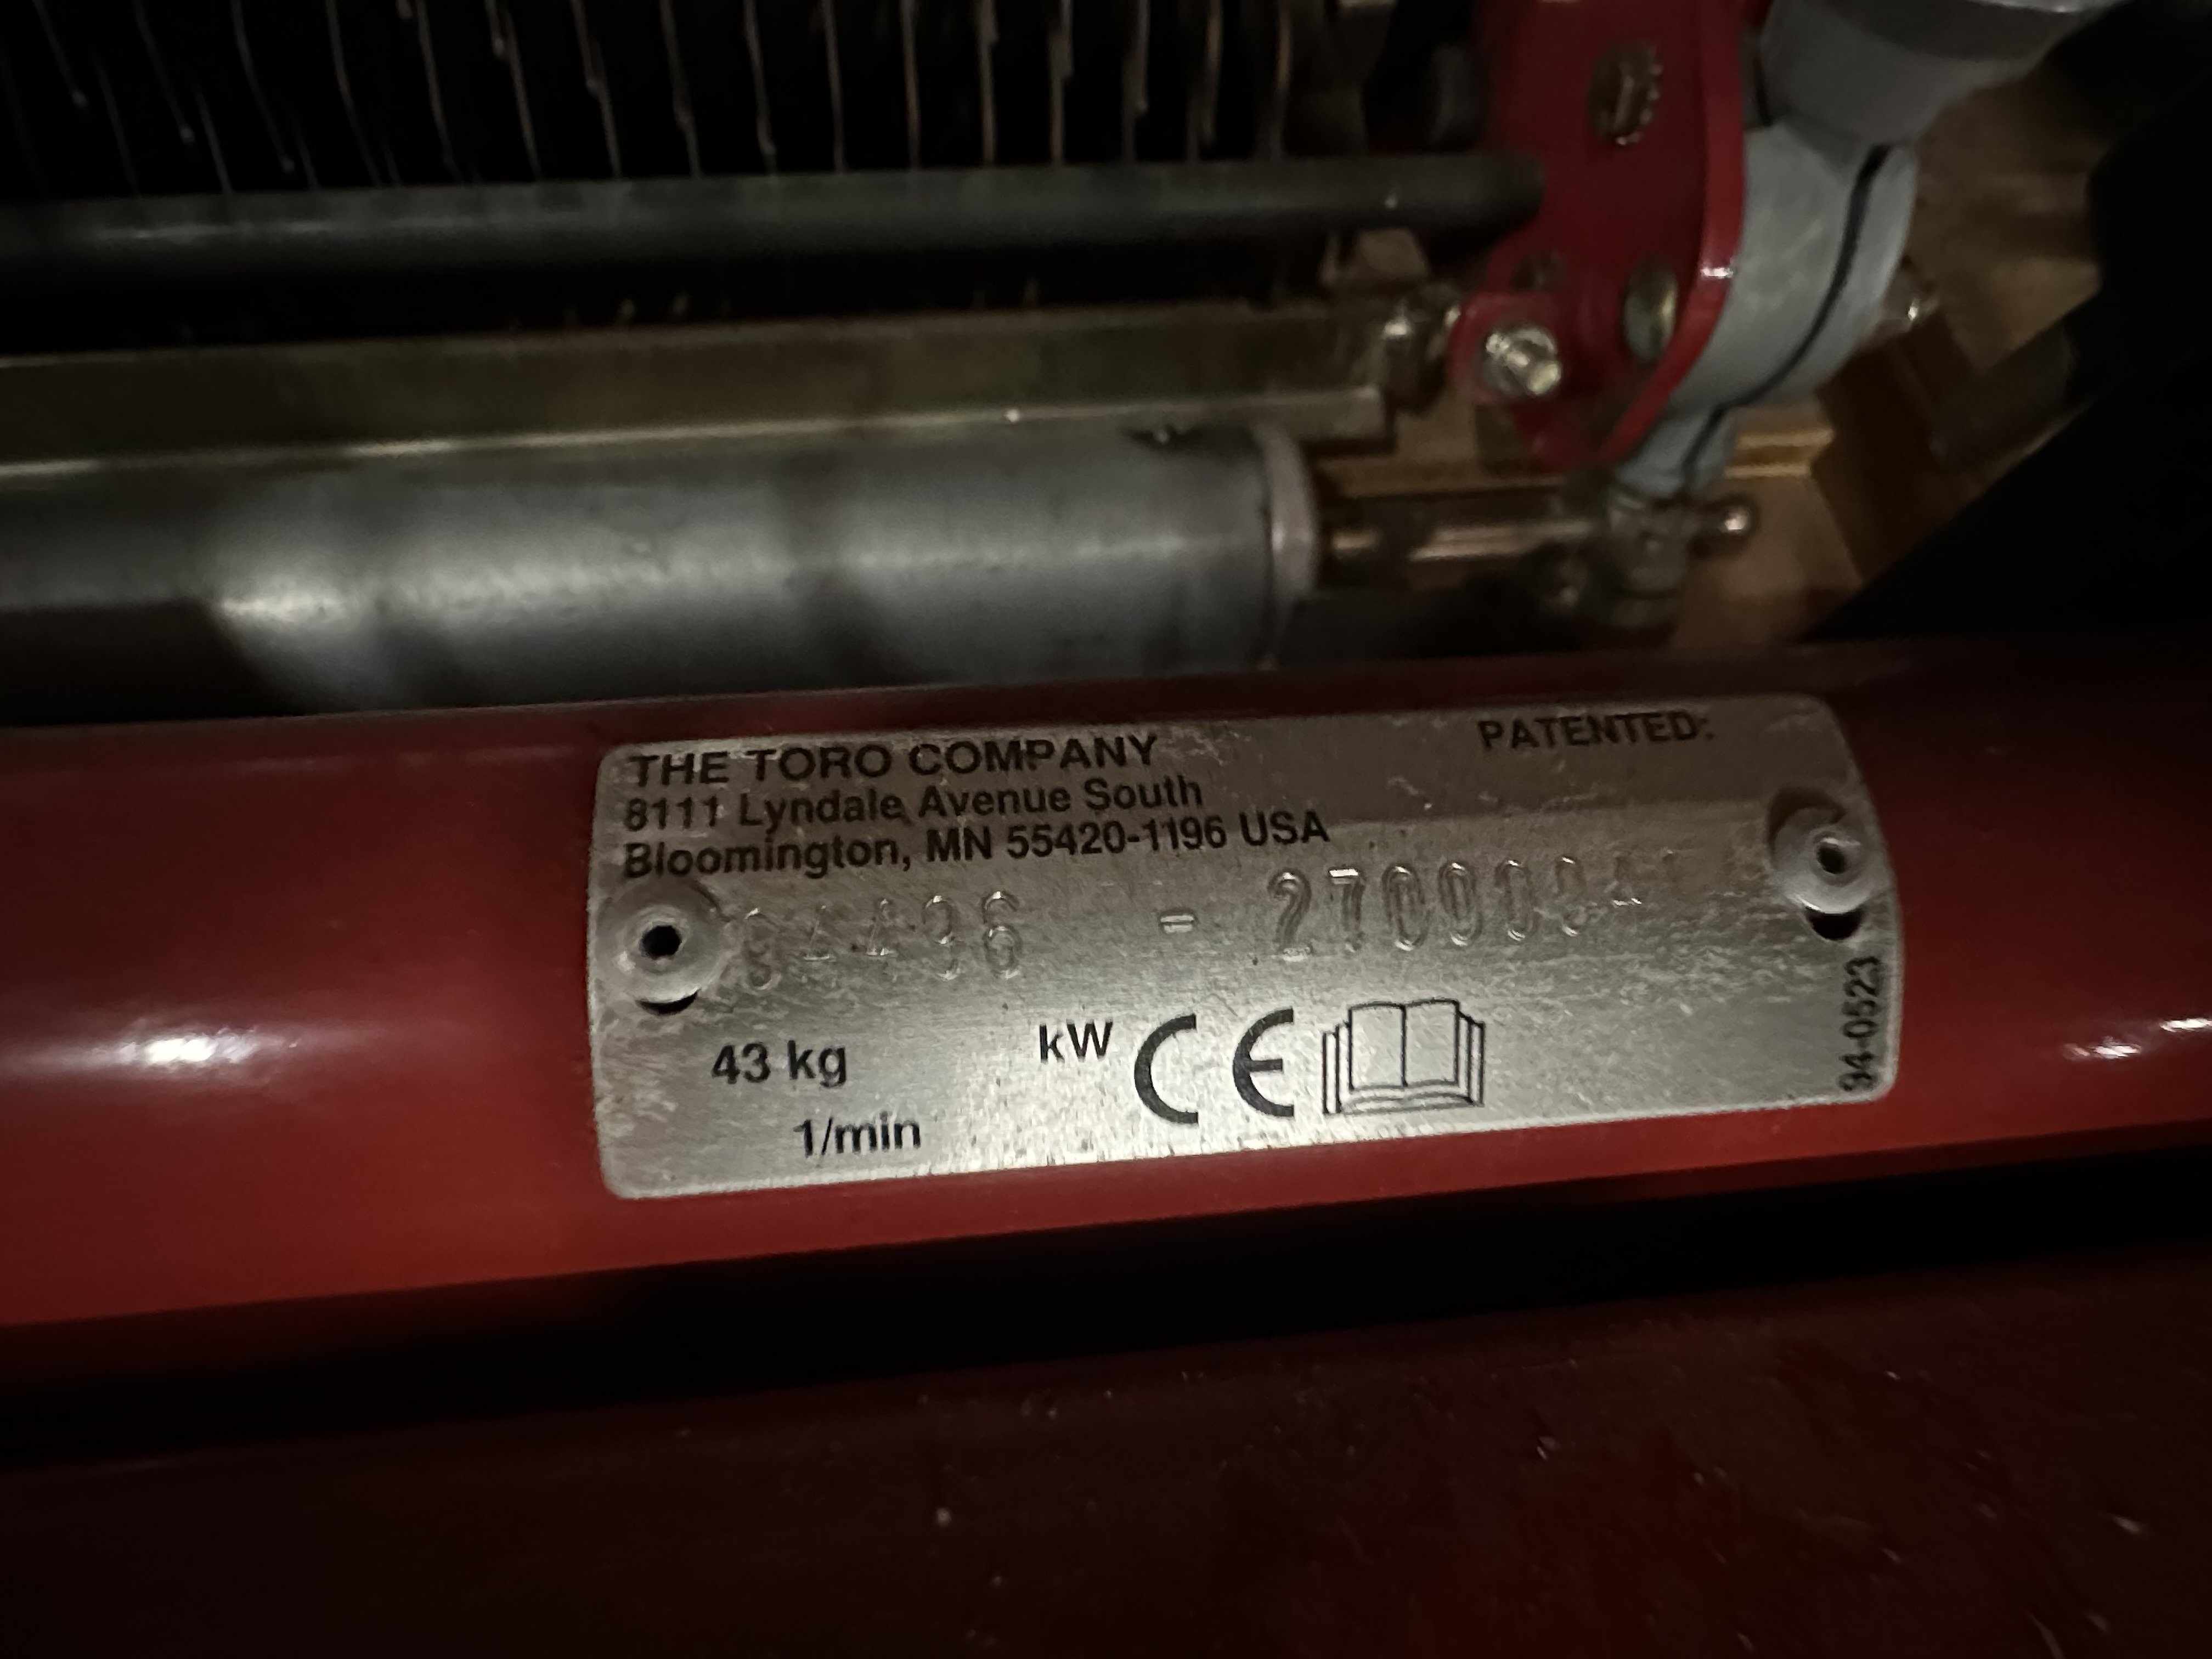 THE TORO COMPANY
PATENTED:
8111 Lyndale Avenue South
Bloomington, MN 55420-1196 USA
43 kg
kW
CE
1/min
94-0523